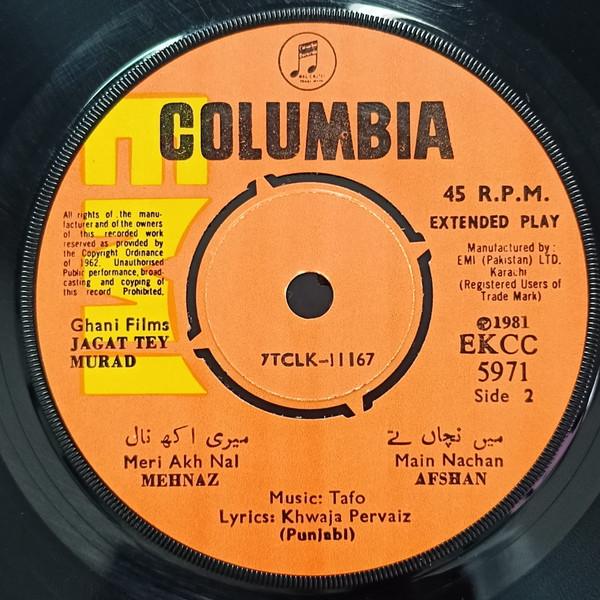 COLUMBIA
EMI
45 R.P.M.
EXTENDED PLAY
All rights of the manu-
facturer and of the owners
of this recorded work
reserved as provided by
the Copyright Ordinance
of 1962. Unauthorised
Public performance, broad-
casting and coyping of
this record Prohibited.
Manufactured by :
EMI (Pakistan) LTD.
Karachi
(Registered Users of
Trade Mark)
Ghani Films
JAGAT TEY
MURAD
7TCLK-11167
℗1981
EKCC
5971
Side 2
میری اکھ نال
Meri Akh Nal
MEHNAZ
میں نچاں تے
Main Nachan
AFSHAN
Music: Tafo
Lyrics: Khwaja Pervaiz
(Punjabi)